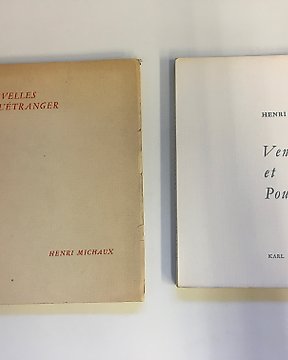 VELLES
L'ÉTRANGER
HENRI MICHAUX
HENRI
Ven
et
Pou
KARL